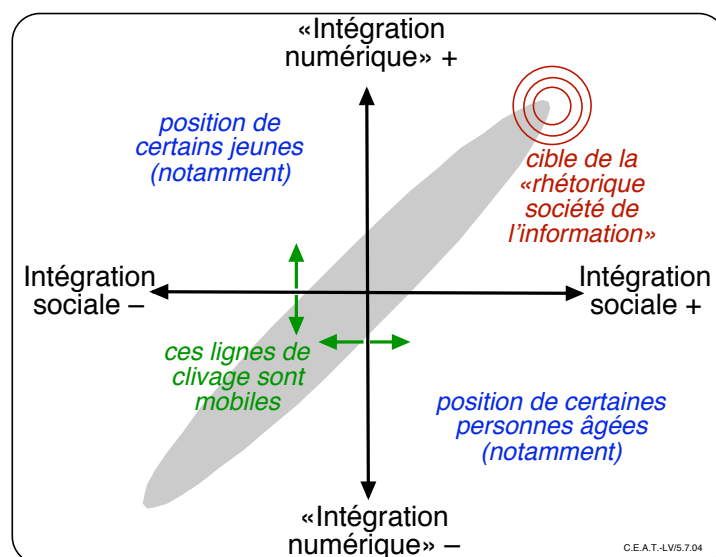 «Intégration
numérique» +
position de
certains jeunes
(notamment)
cible de la
«rhétorique
société de
l'information»
Intégration
sociale –
Intégration
sociale +
ces lignes de
clivage sont
mobiles
position de certaines
personnes âgées
(notamment)
«Intégration
numérique» –
C.E.A.T.-LV/5.7.04